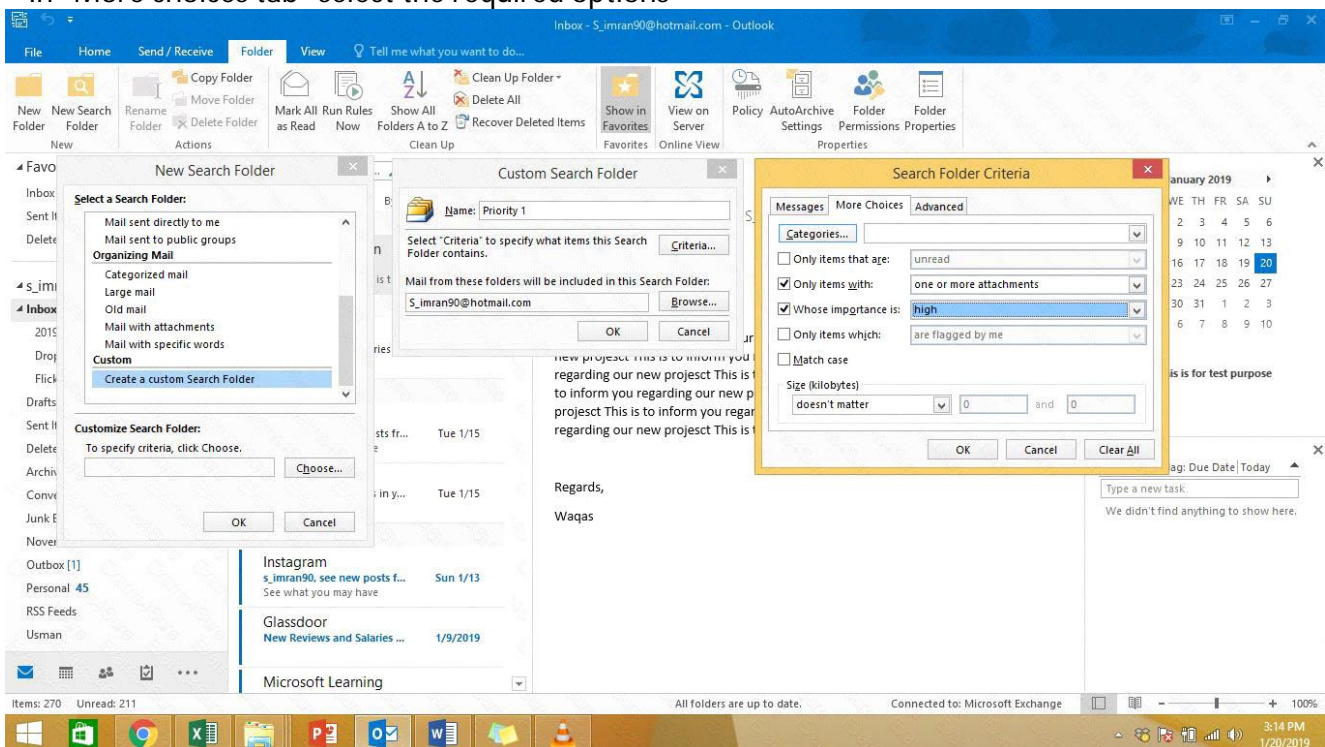 In "More choices tab" select the required options
Inbox - S_imran90@hotmail.com - Outlook
File Home Send / Receive Folder View Tell me what you want to do...
New Folder
New Search Folder
Rename Folder
Copy Folder
Move Folder
Delete Folder
Mark All as Read
Run Rules Now
Show All Folders A to Z
Clean Up Folder
Delete All
Recover Deleted Items
Show in Favorites
View on Server
Policy
AutoArchive Settings
Folder Permissions
Folder Properties
New Actions Clean Up Favorites Online View Properties
Favo
Inbox
Sent It
Delete
s_imr
Inbox
2019
Drop
Flick
Drafts
Sent It
Delete
Archiv
Conve
Junk E
Nover
Outbox [1]
Personal 45
RSS Feeds
Usman
New Search Folder
Select a Search Folder:
Mail sent directly to me
Mail sent to public groups
Organizing Mail
Categorized mail
Large mail
Old mail
Mail with attachments
Mail with specific words
Custom
Create a custom Search Folder
Customize Search Folder:
To specify criteria, click Choose.
Choose...
OK Cancel
Custom Search Folder
Name: Priority 1
Select "Criteria" to specify what items this Search
Folder contains.
Criteria...
Mail from these folders will be included in this Search Folder:
S_imran90@hotmail.com Browse...
OK Cancel
Search Folder Criteria
Messages More Choices Advanced
Categories...
Only items that are: unread
Only items with: one or more attachments
Whose importance is: high
Only items which: are flagged by me
Match case
Size (kilobytes)
doesn't matter 0 and 0
OK Cancel Clear All
sts fr... Tue 1/15
s in y... Tue 1/15
Instagram
s_imran90, see new posts f... Sun 1/13
See what you may have
Glassdoor
New Reviews and Salaries ... 1/9/2019
Microsoft Learning
new projesct This is to inform you
regarding our new projesct This is t
to inform you regarding our new p
projesct This is to inform you regar
regarding our new projesct This is t
Regards,
Waqas
anuary 2019
WE TH FR SA SU
2 3 4 5 6
9 10 11 12 13
16 17 18 19 20
23 24 25 26 27
30 31 1 2 3
6 7 8 9 10
is is for test purpose
ag: Due Date Today
Type a new task
We didn't find anything to show here.
Items: 270 Unread: 211
All folders are up to date. Connected to: Microsoft Exchange 100%
3:14 PM
1/20/2019